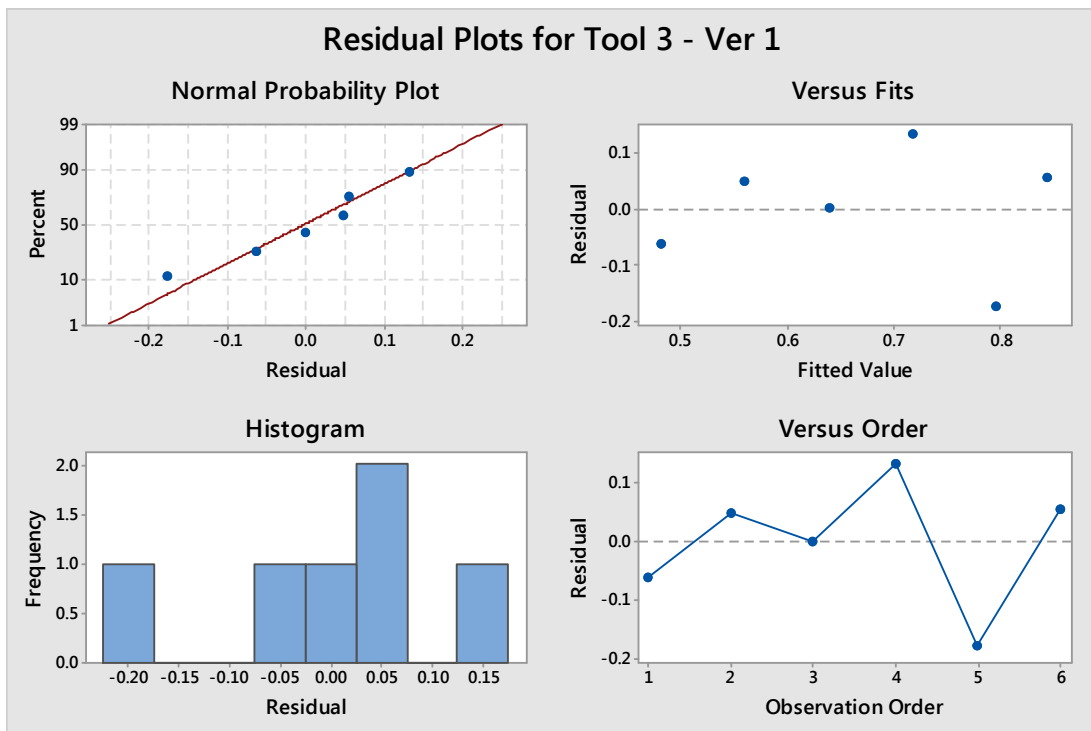 Residual Plots for Tool 3 - Ver 1
Normal Probability Plot
99
90
50
10
1
Percent
-0.2 -0.1 0.0 0.1 0.2
Residual
Versus Fits
0.1
0.0
-0.1
-0.2
Residual
0.5 0.6 0.7 0.8
Fitted Value
Histogram
2.0
1.5
1.0
0.5
0.0
Frequency
-0.20 -0.15 -0.10 -0.05 0.00 0.05 0.10 0.15
Residual
Versus Order
0.1
0.0
-0.1
-0.2
Residual
1 2 3 4 5 6
Observation Order